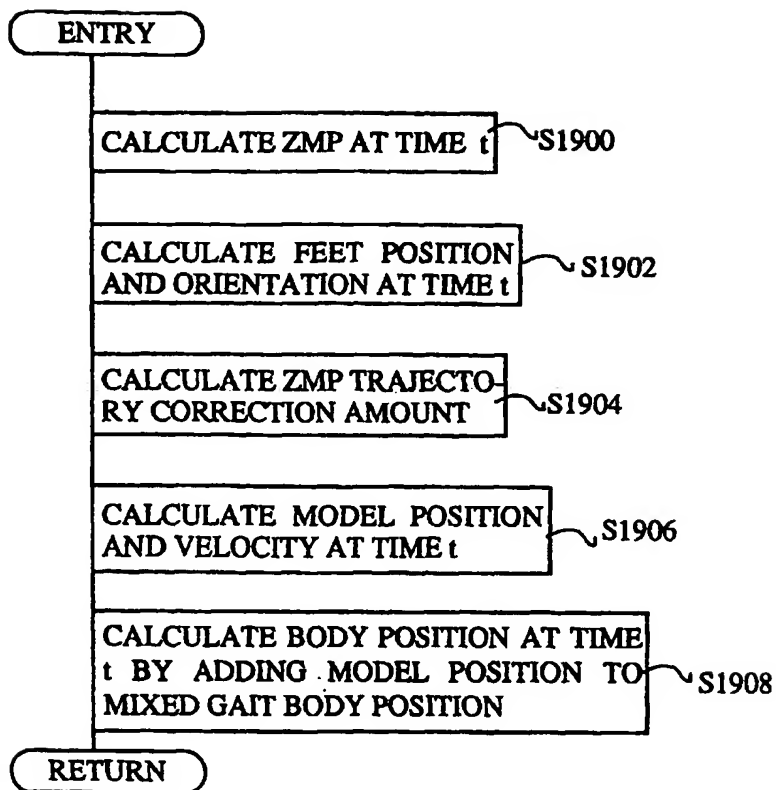 ENTRY
CALCULATE ZMP AT TIME t
S1900
CALCULATE FEET POSITION
AND ORIENTATION AT TIME t
S1902
CALCULATE ZMP TRAJECTO-
RY CORRECTION AMOUNT
S1904
CALCULATE MODEL POSITION
AND VELOCITY AT TIME t
S1906
CALCULATE BODY POSITION AT TIME
t BY ADDING MODEL POSITION TO
MIXED GAIT BODY POSITION
S1908
RETURN